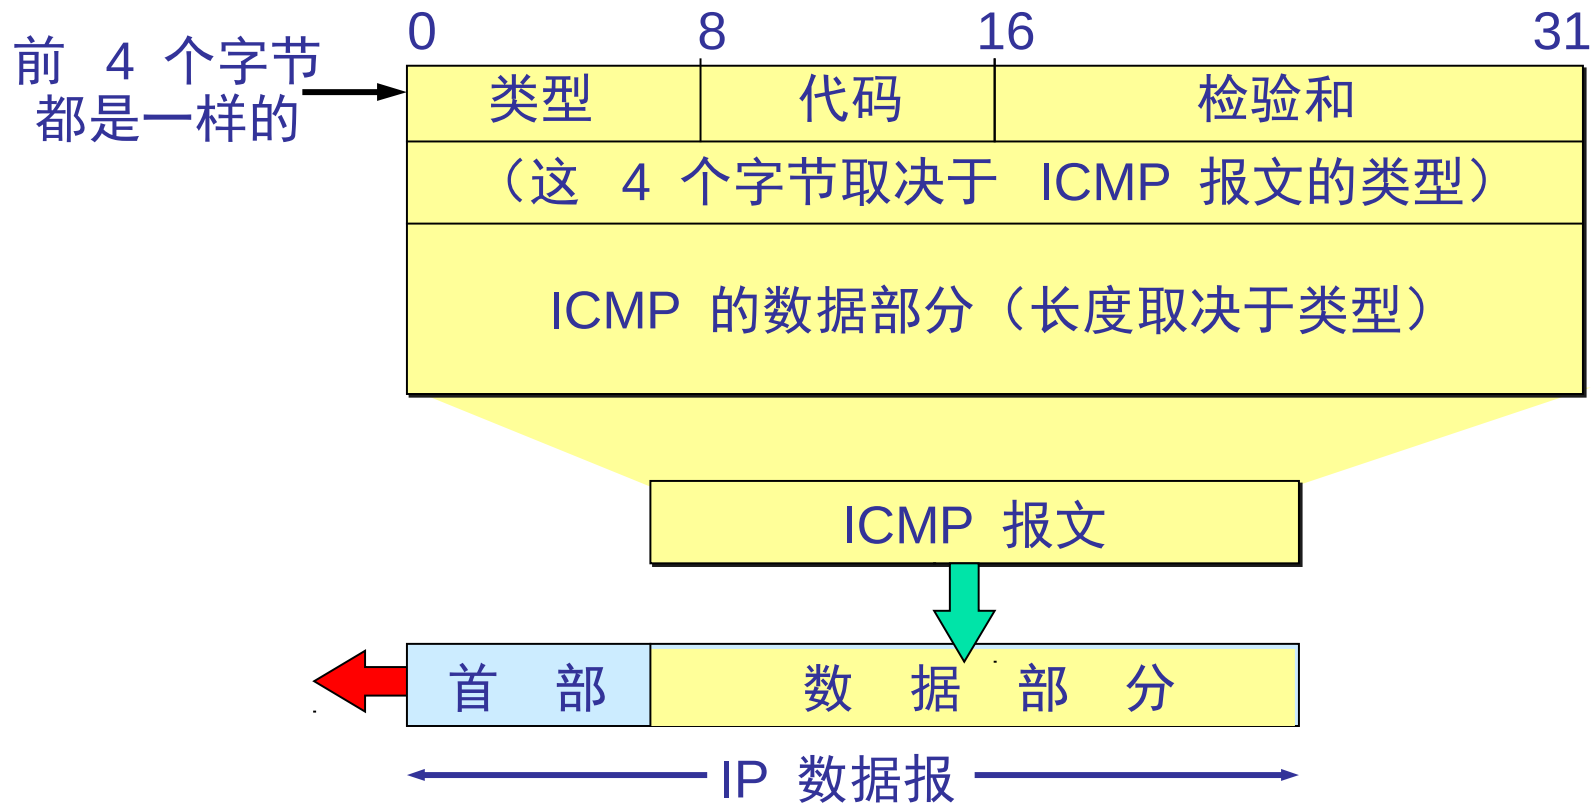 0 8 16 31
前 4 个字节
都是一样的
类型 代码 检验和
（这 4 个字节取决于 ICMP 报文的类型）
ICMP 的数据部分（长度取决于类型）
ICMP 报文
首 部 数 据 部 分
IP 数据报